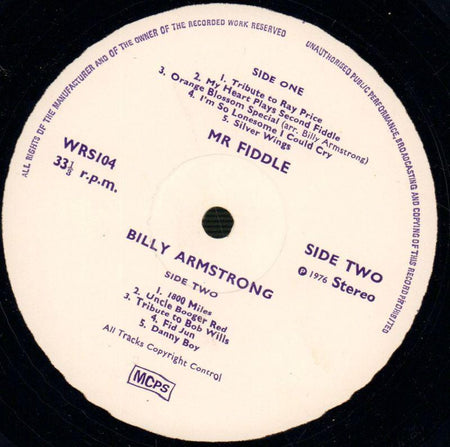 ALL RIGHTS OF THE MANUFACTURER AND OF THE OWNER OF THE RECORDED WORK RESERVED
UNAUTHORISED PUBLIC PERFORMANCE, BROADCASTING AND COPYING OF THIS RECORD PROHIBITED
SIDE ONE
1. Tribute to Ray Price
2. My Heart Plays Second Fiddle
3. Orange Blossom Special (arr. Billy Armstrong)
4. I'm So Lonesome I Could Cry
5. Silver Wings
MR FIDDLE
WRS104
33⅓ r.p.m.
SIDE TWO
℗ 1976 Stereo
BILLY ARMSTRONG
SIDE TWO
1. 1800 Miles
2. Uncle Booger Red
3. Tribute to Bob Wills
4. Fid Jun
5. Danny Boy
All Tracks Copyright Control
MCPS